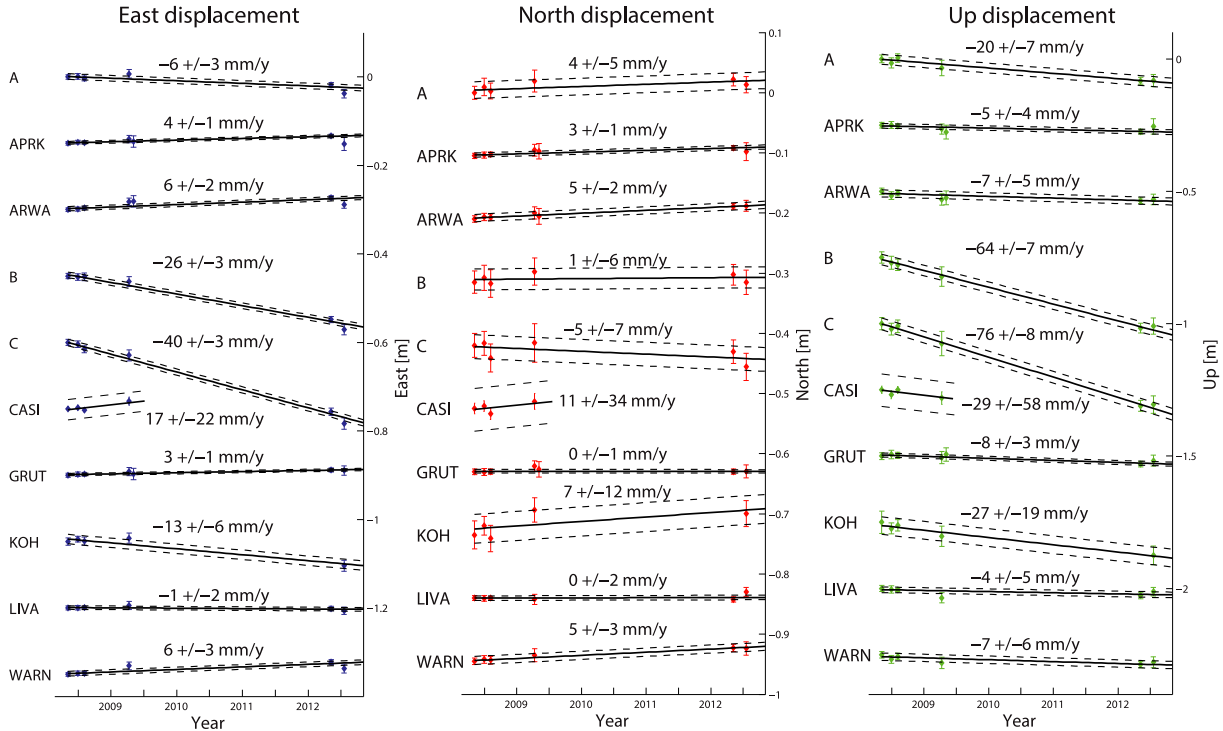 East displacement
A
−6 +/−3 mm/y
APRK
4 +/−1 mm/y
ARWA
6 +/−2 mm/y
B
−26 +/−3 mm/y
C
−40 +/−3 mm/y
CASI
17 +/−22 mm/y
GRUT
3 +/−1 mm/y
KOH
−13 +/−6 mm/y
LIVA
−1 +/−2 mm/y
WARN
6 +/−3 mm/y
0
−0.2
−0.4
−0.6
−0.8
−1
−1.2
East [m]
2009 2010 2011 2012
Year
North displacement
A
4 +/−5 mm/y
APRK
3 +/−1 mm/y
ARWA
5 +/−2 mm/y
B
1 +/−6 mm/y
C
−5 +/−7 mm/y
CASI
11 +/−34 mm/y
GRUT
0 +/−1 mm/y
KOH
7 +/−12 mm/y
LIVA
0 +/−2 mm/y
WARN
5 +/−3 mm/y
0.1
0
−0.1
−0.2
−0.3
−0.4
−0.5
−0.6
−0.7
−0.8
−0.9
−1
North [m]
2009 2010 2011 2012
Year
Up displacement
A
−20 +/−7 mm/y
APRK
−5 +/−4 mm/y
ARWA
−7 +/−5 mm/y
B
−64 +/−7 mm/y
C
−76 +/−8 mm/y
CASI
−29 +/−58 mm/y
GRUT
−8 +/−3 mm/y
KOH
−27 +/−19 mm/y
LIVA
−4 +/−5 mm/y
WARN
−7 +/−6 mm/y
0
−0.5
−1
−1.5
−2
Up [m]
2009 2010 2011 2012
Year